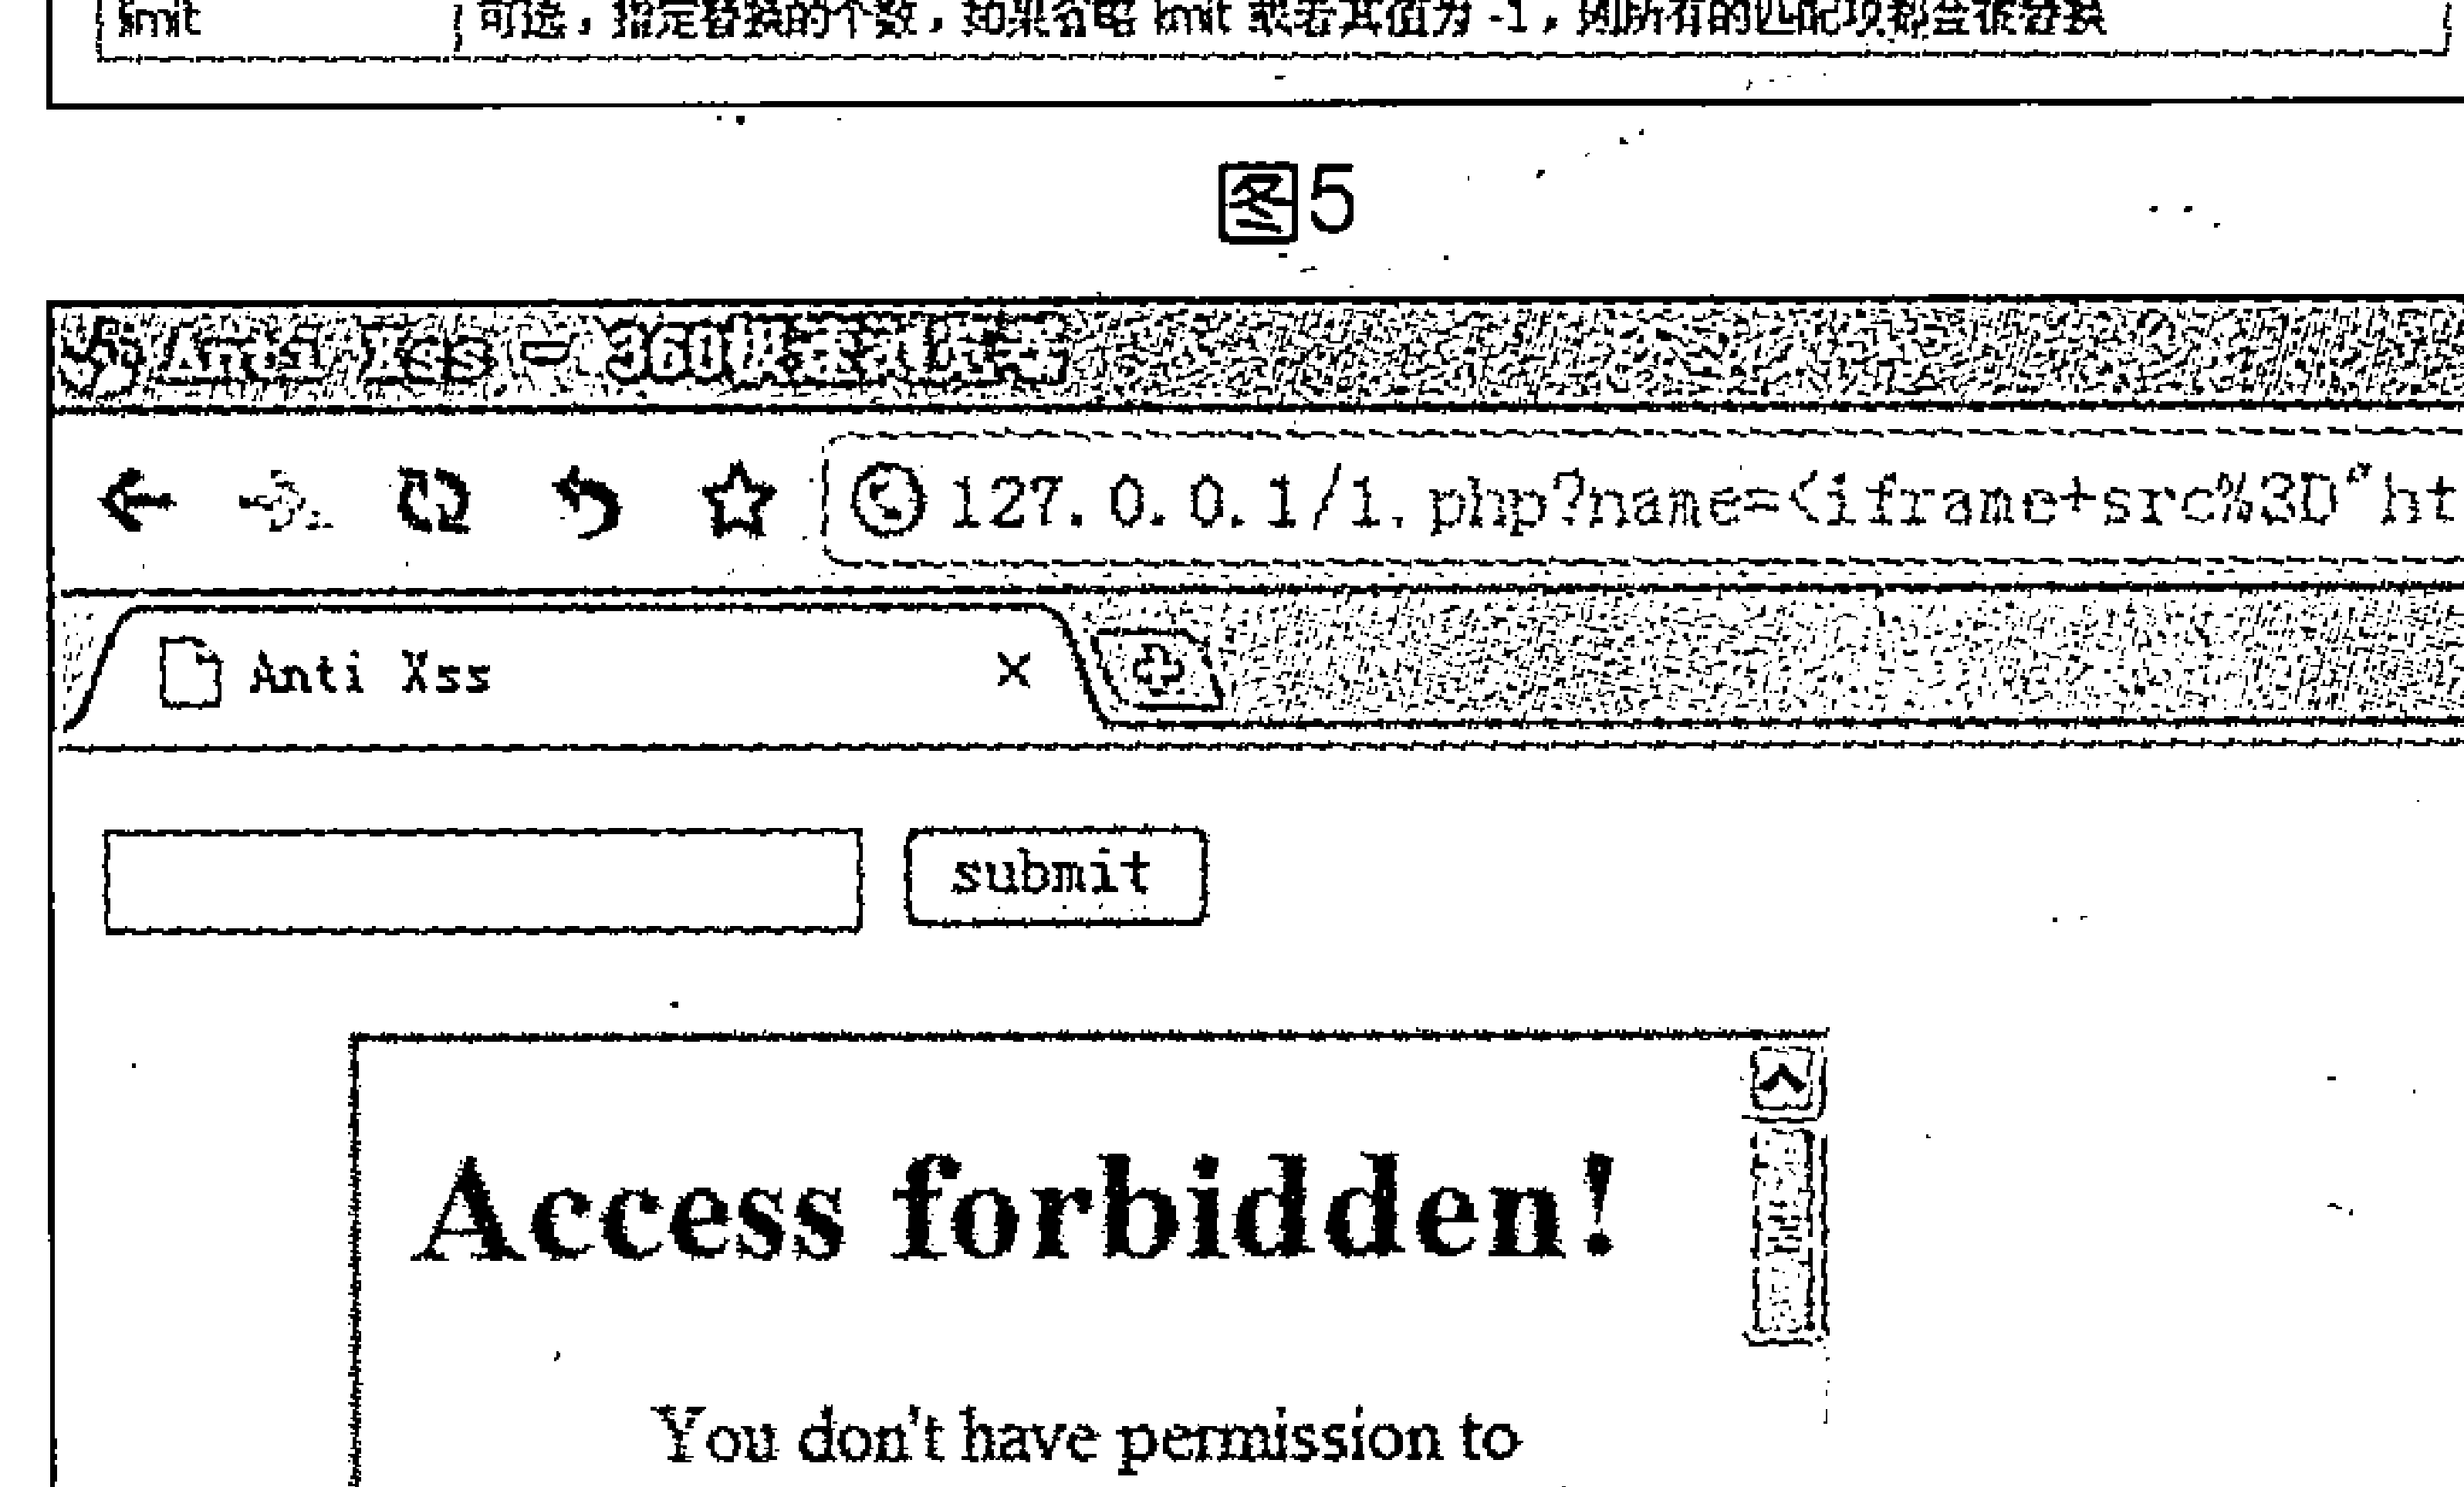 limit 可选，指定替换的个数，如果省略 limit 或者其值为 -1，则所有的匹配项都会被替换
图5
Anti Xss - 360极速浏览器
127.0.0.1/1.php?name=<iframe+src%3D"ht
Anti Xss
submit
Access forbidden!
You don't have permission to